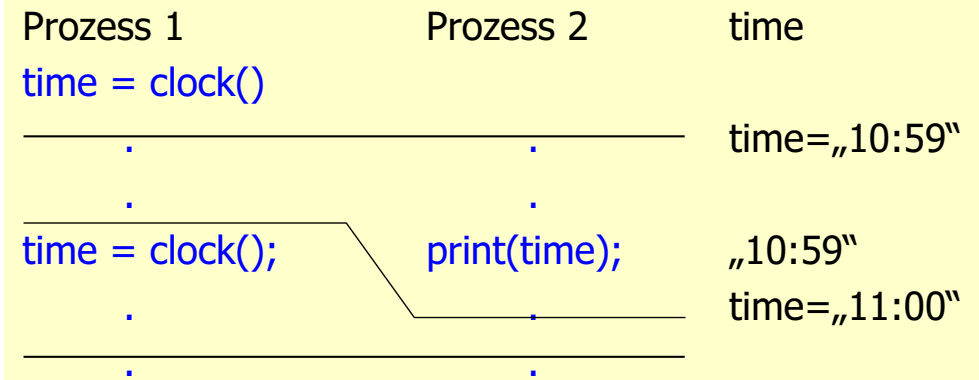 Prozess 1 Prozess 2 time
time = clock()
. . time=„10:59“
. .
time = clock(); print(time); „10:59“
. . time=„11:00“
. .